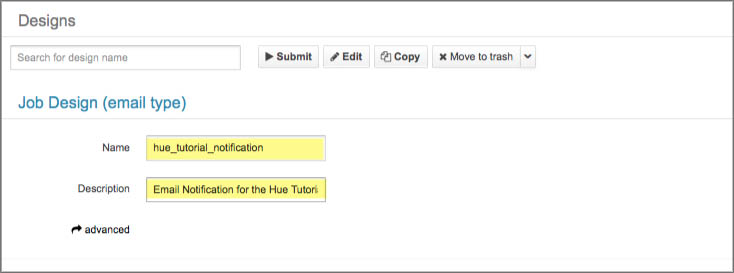 Designs
Search for design name Submit Edit Copy Move to trash
Job Design (email type)
Name hue_tutorial_notification
Description Email Notification for the Hue Tutori
advanced